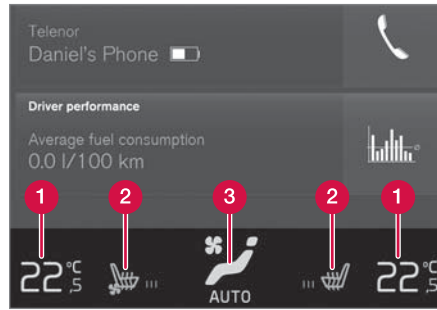 Telenor
Daniel's Phone
Driver performance
Average fuel consumption
0.0 l/100 km
1 2 3 2 1
22,5 °C 22,5 °C
AUTO